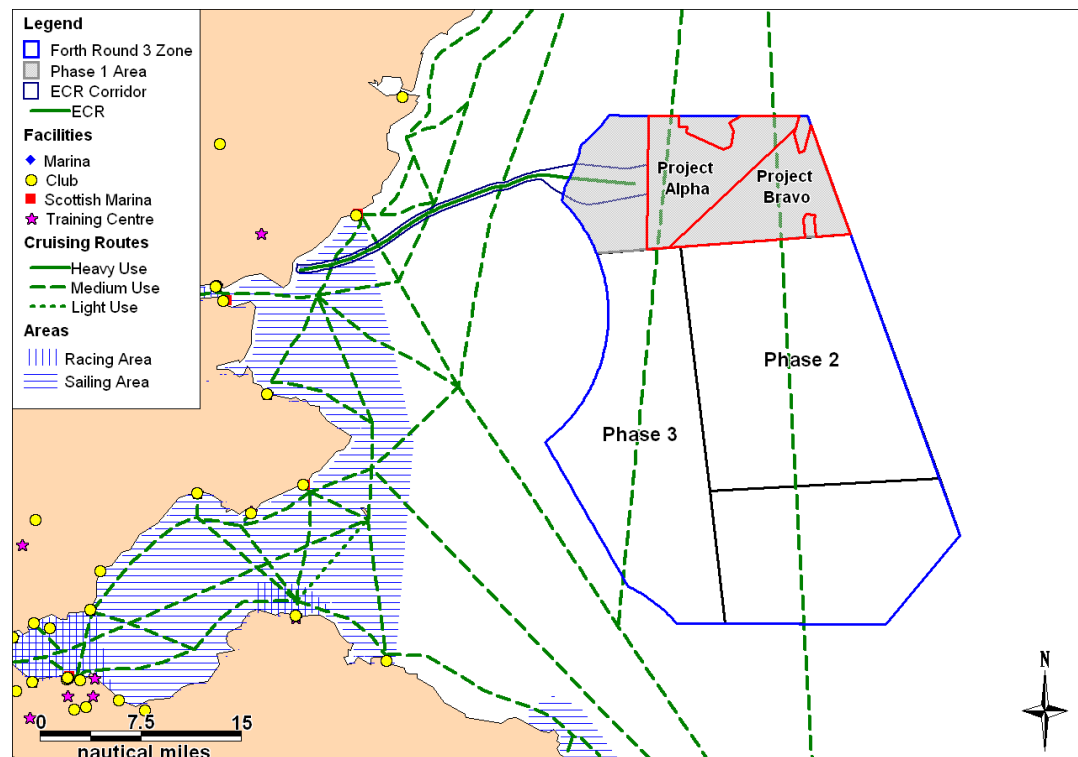 Legend
Forth Round 3 Zone
Phase 1 Area
ECR Corridor
ECR
Facilities
Marina
Club
Scottish Marina
Training Centre
Cruising Routes
Heavy Use
Medium Use
Light Use
Areas
Racing Area
Sailing Area
Project
Alpha
Project
Bravo
Phase 2
Phase 3
N
0 7.5 15
nautical miles